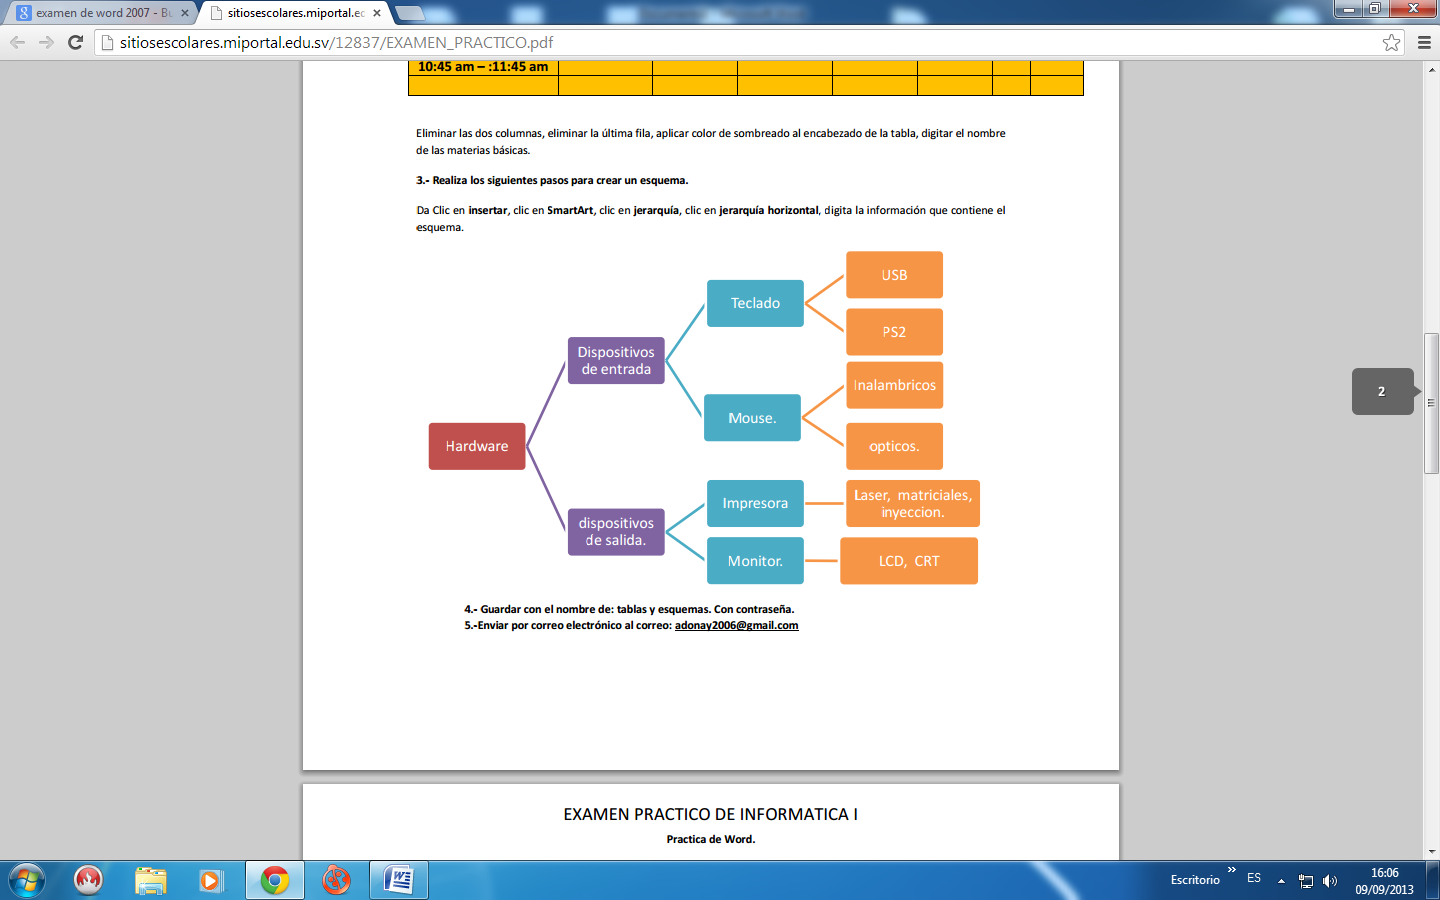 examen de word 2007 - Bu
sitiosescolares.miportal.ed
sitiosescolares.miportal.edu.sv/12837/EXAMEN_PRACTICO.pdf
10:45 am – :11:45 am
Eliminar las dos columnas, eliminar la última fila, aplicar color de sombreado al encabezado de la tabla, digitar el nombre
de las materias básicas.
3.- Realiza los siguientes pasos para crear un esquema.
Da Clic en insertar, clic en SmartArt, clic en jerarquía, clic en jerarquía horizontal, digita la información que contiene el
esquema.
Hardware
Dispositivos
de entrada
Teclado
USB
PS2
Mouse.
Inalambricos
opticos.
dispositivos
de salida.
Impresora
Laser, matriciales,
inyeccion.
Monitor.
LCD, CRT
4.- Guardar con el nombre de: tablas y esquemas. Con contraseña.
5.-Enviar por correo electrónico al correo: adonay2006@gmail.com
2
EXAMEN PRACTICO DE INFORMATICA I
Practica de Word.
Escritorio
ES
16:06
09/09/2013